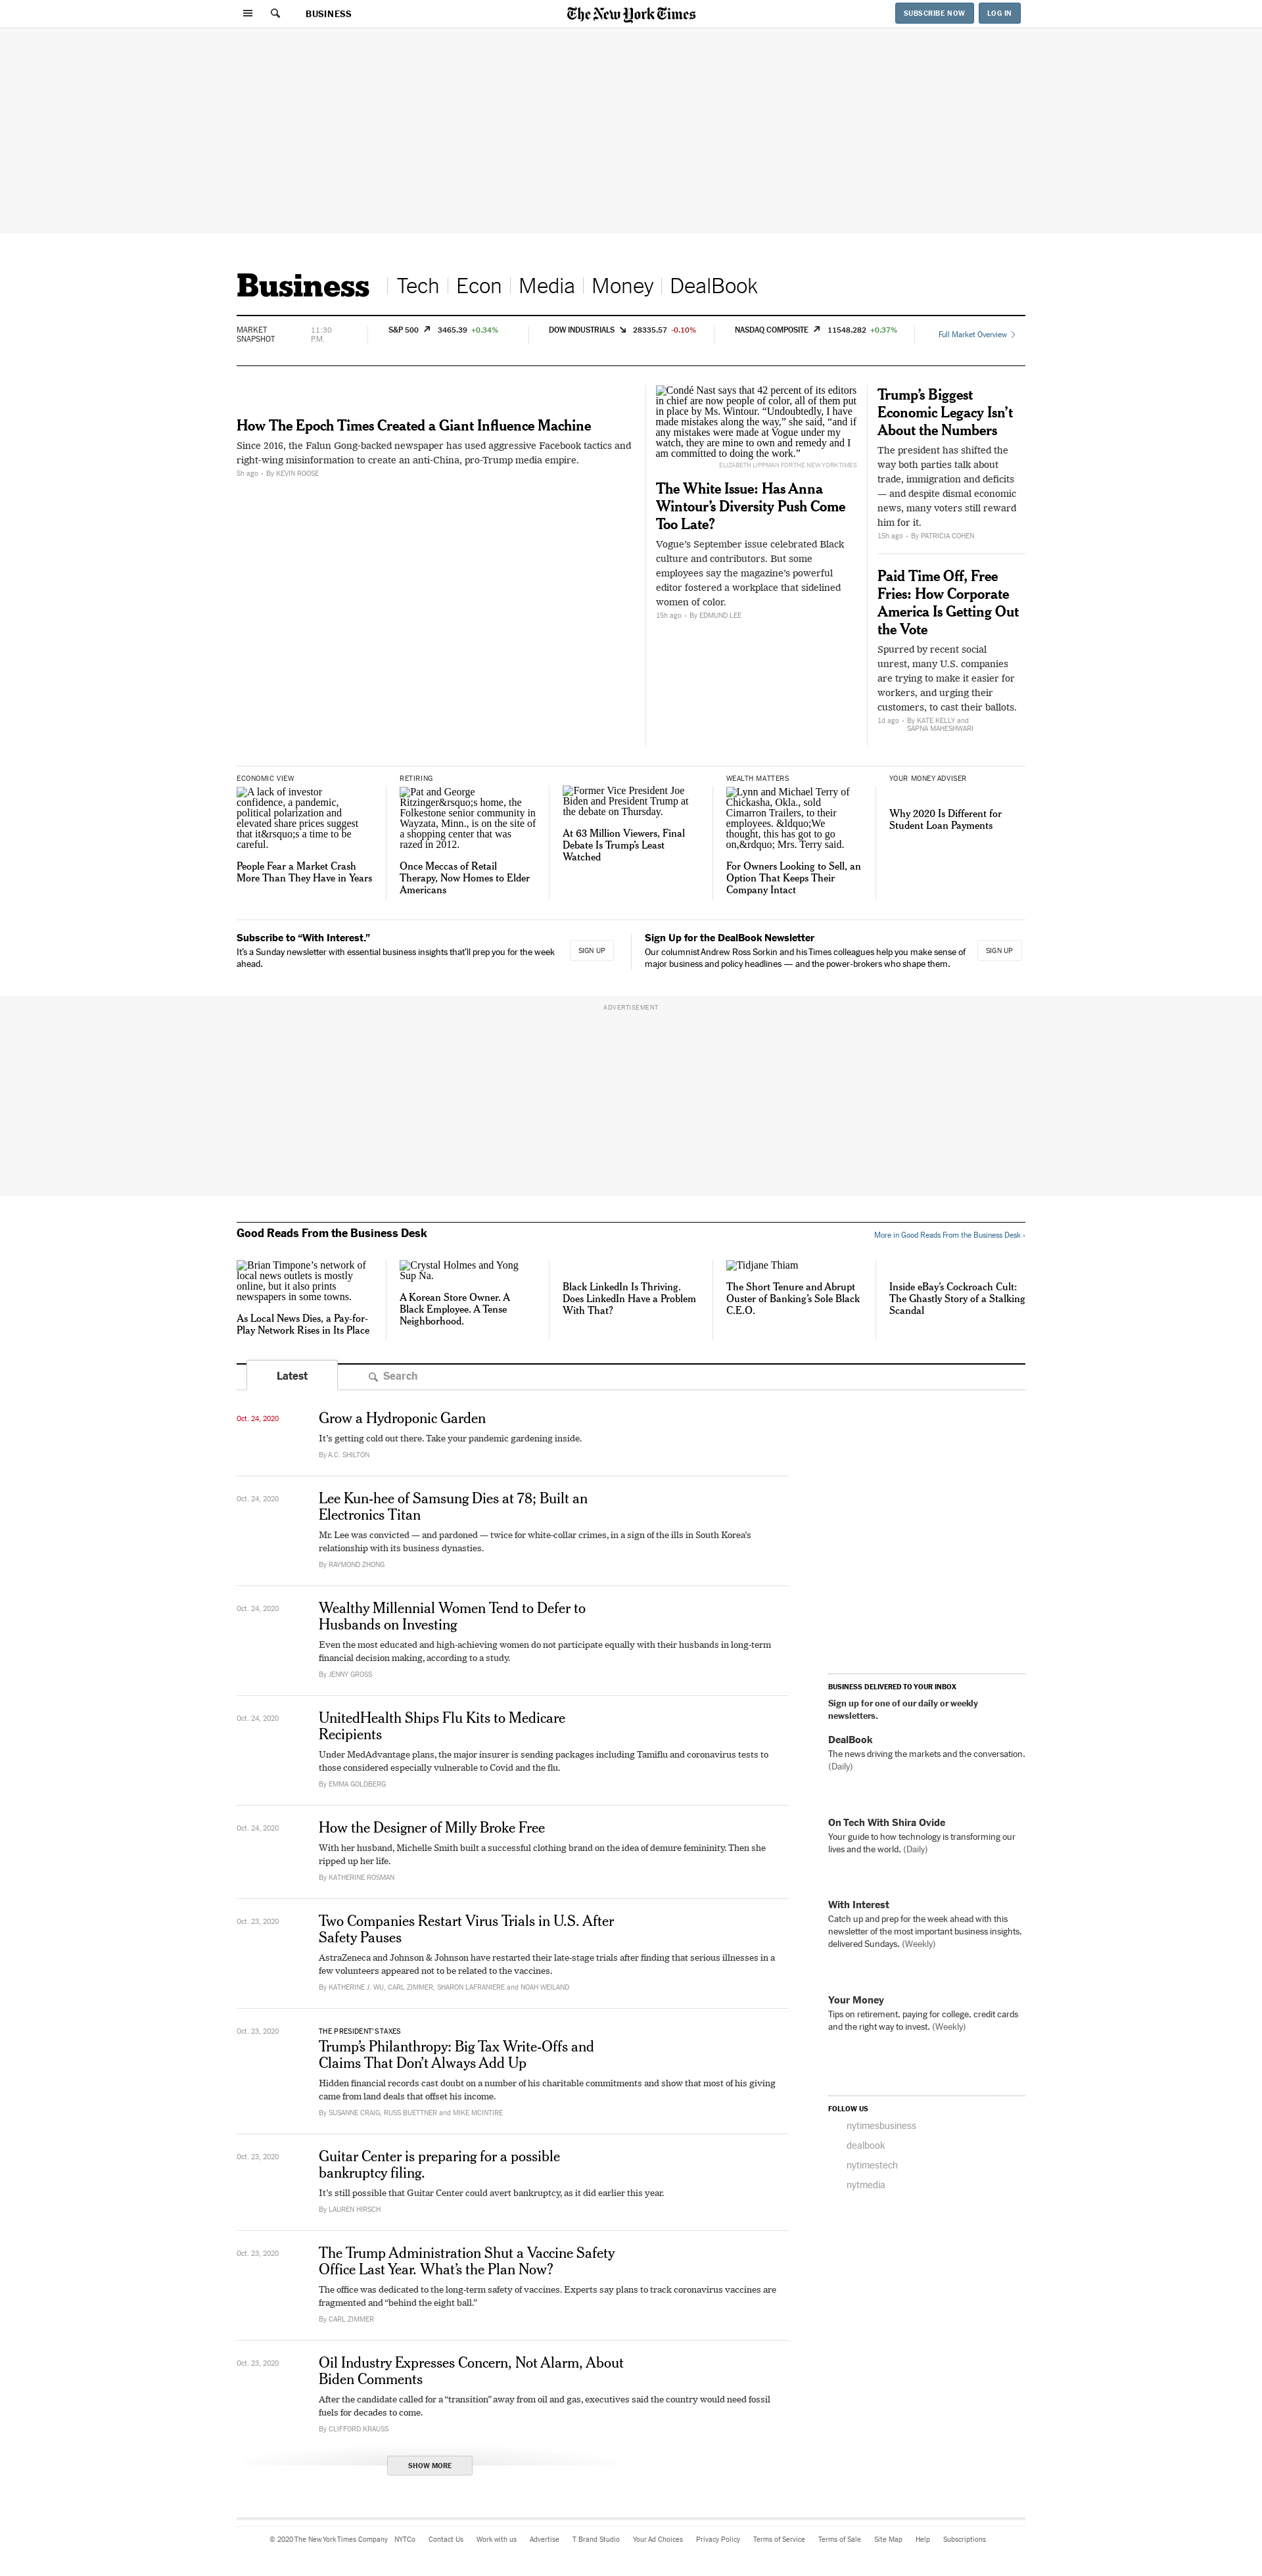 BUSINESS
The New York Times
SUBSCRIBE NOW
LOG IN
Business
Tech
Econ
Media
Money
DealBook
MARKET
SNAPSHOT
11:30
P.M.
S&P 500 3465.39 +0.34%
DOW INDUSTRIALS 28335.57 -0.10%
NASDAQ COMPOSITE 11548.282 +0.37%
Full Market Overview
How The Epoch Times Created a Giant Influence Machine
Since 2016, the Falun Gong-backed newspaper has used aggressive Facebook tactics and
right-wing misinformation to create an anti-China, pro-Trump media empire.
5h ago • By KEVIN ROOSE
Condé Nast says that 42 percent of its editors
in chief are now people of color, all of them put
in place by Ms. Wintour. “Undoubtedly, I have
made mistakes along the way,” she said, “and if
any mistakes were made at Vogue under my
watch, they are mine to own and remedy and I
am committed to doing the work.”
ELIZABETH LIPPMAN FOR THE NEW YORK TIMES
The White Issue: Has Anna
Wintour’s Diversity Push Come
Too Late?
Vogue’s September issue celebrated Black
culture and contributors. But some
employees say the magazine’s powerful
editor fostered a workplace that sidelined
women of color.
15h ago • By EDMUND LEE
Trump’s Biggest
Economic Legacy Isn’t
About the Numbers
The president has shifted the
way both parties talk about
trade, immigration and deficits
— and despite dismal economic
news, many voters still reward
him for it.
15h ago • By PATRICIA COHEN
Paid Time Off, Free
Fries: How Corporate
America Is Getting Out
the Vote
Spurred by recent social
unrest, many U.S. companies
are trying to make it easier for
workers, and urging their
customers, to cast their ballots.
1d ago • By KATE KELLY and
SAPNA MAHESHWARI
ECONOMIC VIEW
A lack of investor
confidence, a pandemic,
political polarization and
elevated share prices suggest
that it&rsquo;s a time to be
careful.
People Fear a Market Crash
More Than They Have in Years
RETIRING
Pat and George
Ritzinger&rsquo;s home, the
Folkestone senior community in
Wayzata, Minn., is on the site of
a shopping center that was
razed in 2012.
Once Meccas of Retail
Therapy, Now Homes to Elder
Americans
Former Vice President Joe
Biden and President Trump at
the debate on Thursday.
At 63 Million Viewers, Final
Debate Is Trump’s Least
Watched
WEALTH MATTERS
Lynn and Michael Terry of
Chickasha, Okla., sold
Cimarron Trailers, to their
employees. &ldquo;We
thought, this has got to go
on,&rdquo; Mrs. Terry said.
For Owners Looking to Sell, an
Option That Keeps Their
Company Intact
YOUR MONEY ADVISER
Why 2020 Is Different for
Student Loan Payments
Subscribe to “With Interest.”
It’s a Sunday newsletter with essential business insights that’ll prep you for the week
ahead.
SIGN UP
Sign Up for the DealBook Newsletter
Our columnist Andrew Ross Sorkin and his Times colleagues help you make sense of
major business and policy headlines — and the power-brokers who shape them.
SIGN UP
ADVERTISEMENT
Good Reads From the Business Desk
More in Good Reads From the Business Desk ›
Brian Timpone’s network of
local news outlets is mostly
online, but it also prints
newspapers in some towns.
As Local News Dies, a Pay-for-
Play Network Rises in Its Place
Crystal Holmes and Yong
Sup Na.
A Korean Store Owner. A
Black Employee. A Tense
Neighborhood.
Black LinkedIn Is Thriving.
Does LinkedIn Have a Problem
With That?
Tidjane Thiam
The Short Tenure and Abrupt
Ouster of Banking’s Sole Black
C.E.O.
Inside eBay’s Cockroach Cult:
The Ghastly Story of a Stalking
Scandal
Latest
Search
Oct. 24, 2020
Grow a Hydroponic Garden
It’s getting cold out there. Take your pandemic gardening inside.
By A.C. SHILTON
Oct. 24, 2020
Lee Kun-hee of Samsung Dies at 78; Built an
Electronics Titan
Mr. Lee was convicted — and pardoned — twice for white-collar crimes, in a sign of the ills in South Korea’s
relationship with its business dynasties.
By RAYMOND ZHONG
Oct. 24, 2020
Wealthy Millennial Women Tend to Defer to
Husbands on Investing
Even the most educated and high-achieving women do not participate equally with their husbands in long-term
financial decision making, according to a study.
By JENNY GROSS
Oct. 24, 2020
UnitedHealth Ships Flu Kits to Medicare
Recipients
Under MedAdvantage plans, the major insurer is sending packages including Tamiflu and coronavirus tests to
those considered especially vulnerable to Covid and the flu.
By EMMA GOLDBERG
Oct. 24, 2020
How the Designer of Milly Broke Free
With her husband, Michelle Smith built a successful clothing brand on the idea of demure femininity. Then she
ripped up her life.
By KATHERINE ROSMAN
Oct. 23, 2020
Two Companies Restart Virus Trials in U.S. After
Safety Pauses
AstraZeneca and Johnson & Johnson have restarted their late-stage trials after finding that serious illnesses in a
few volunteers appeared not to be related to the vaccines.
By KATHERINE J. WU, CARL ZIMMER, SHARON LAFRANIERE and NOAH WEILAND
Oct. 23, 2020
THE PRESIDENT’S TAXES
Trump’s Philanthropy: Big Tax Write-Offs and
Claims That Don’t Always Add Up
Hidden financial records cast doubt on a number of his charitable commitments and show that most of his giving
came from land deals that offset his income.
By SUSANNE CRAIG, RUSS BUETTNER and MIKE MCINTIRE
Oct. 23, 2020
Guitar Center is preparing for a possible
bankruptcy filing.
It’s still possible that Guitar Center could avert bankruptcy, as it did earlier this year.
By LAUREN HIRSCH
Oct. 23, 2020
The Trump Administration Shut a Vaccine Safety
Office Last Year. What’s the Plan Now?
The office was dedicated to the long-term safety of vaccines. Experts say plans to track coronavirus vaccines are
fragmented and “behind the eight ball.”
By CARL ZIMMER
Oct. 23, 2020
Oil Industry Expresses Concern, Not Alarm, About
Biden Comments
After the candidate called for a “transition” away from oil and gas, executives said the country would need fossil
fuels for decades to come.
By CLIFFORD KRAUSS
SHOW MORE
BUSINESS DELIVERED TO YOUR INBOX
Sign up for one of our daily or weekly
newsletters.
DealBook
The news driving the markets and the conversation.
(Daily)
On Tech With Shira Ovide
Your guide to how technology is transforming our
lives and the world. (Daily)
With Interest
Catch up and prep for the week ahead with this
newsletter of the most important business insights,
delivered Sundays. (Weekly)
Your Money
Tips on retirement, paying for college, credit cards
and the right way to invest. (Weekly)
FOLLOW US
nytimesbusiness
dealbook
nytimestech
nytmedia
© 2020 The New York Times Company NYTCo Contact Us Work with us Advertise T Brand Studio Your Ad Choices Privacy Policy Terms of Service Terms of Sale Site Map Help Subscriptions